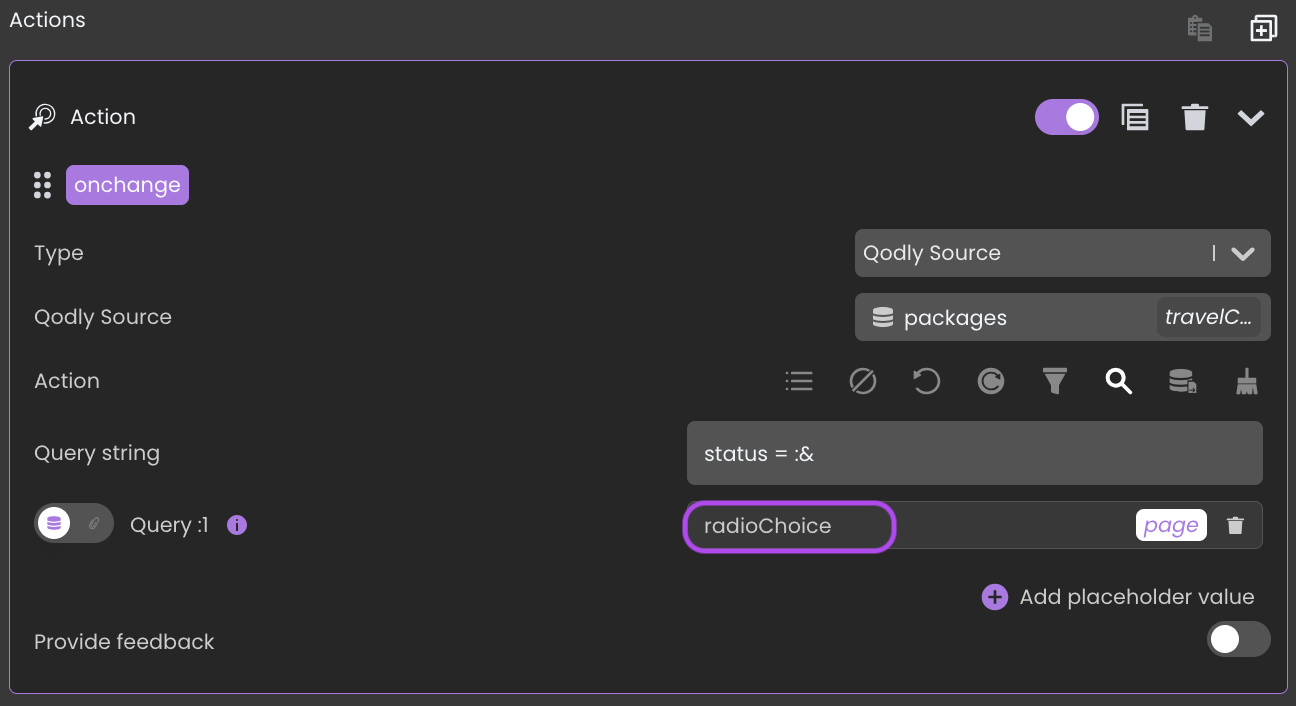 Actions
Action
onchange
Type
Qodly Source
Qodly Source
packages
travelC...
Action
Query string
status = :&
Query :1
i
radioChoice
page
Add placeholder value
Provide feedback